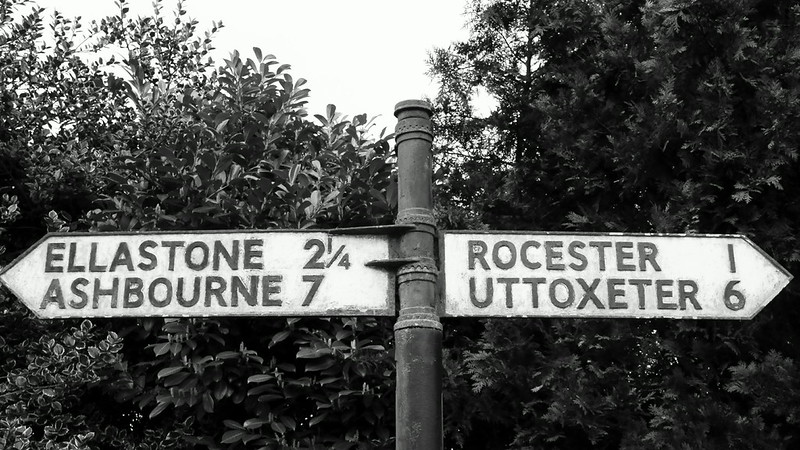 ELLASTONE 2¼
ASHBOURNE 7
ROCESTER 1
UTTOXETER 6